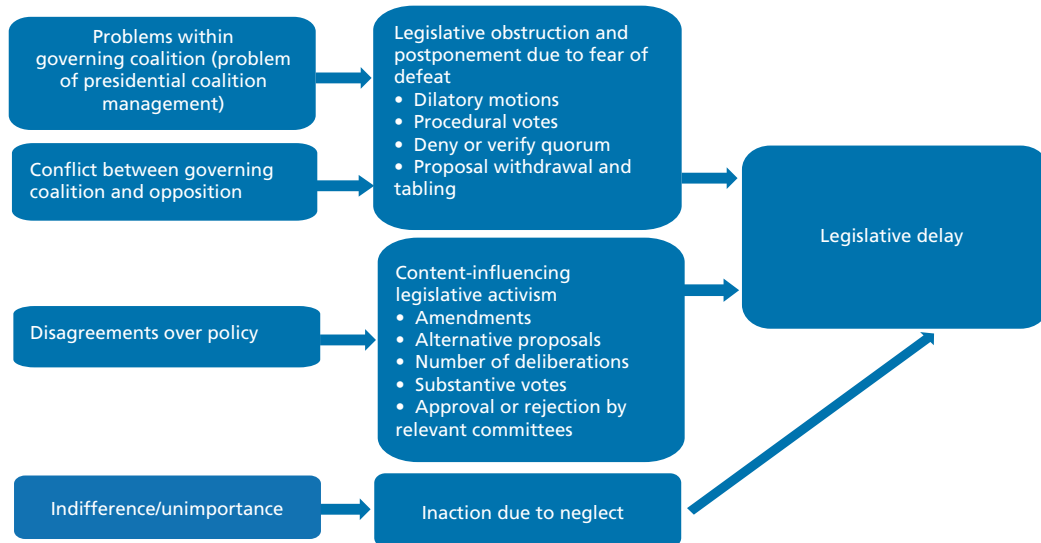 Problems within
governing coalition (problem
of presidential coalition
management)
Conflict between governing
coalition and opposition
Legislative obstruction and
postponement due to fear of
defeat
• Dilatory motions
• Procedural votes
• Deny or verify quorum
• Proposal withdrawal and
tabling
Legislative delay
Disagreements over policy
Content-influencing
legislative activism
• Amendments
• Alternative proposals
• Number of deliberations
• Substantive votes
• Approval or rejection by
relevant committees
Indifference/unimportance
Inaction due to neglect